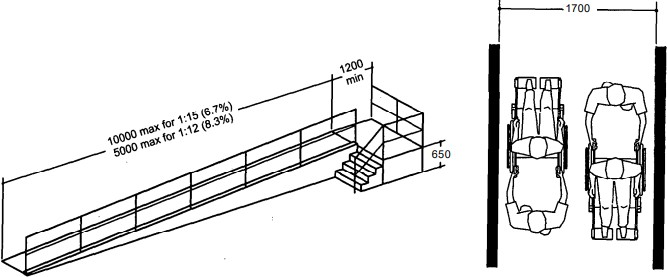 10000 max for 1:15 (6.7%)
5000 max for 1:12 (8.3%)
1200
min
650
1700